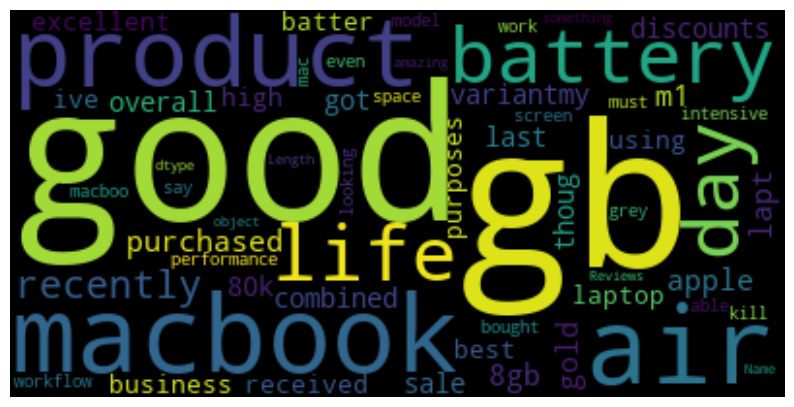 excellent batter model work something discounts
product battery
mac even amazing
ive overall high got space variantmy must m1
good gb day
screen intensive
dtype Length looking purposes last using
macboo say thoug grey lapt
object
purchased life
performance Reviews
recently 80k combined laptop apple
able kill
macbook bought air
best gold 8gb Name
workflow business received sale